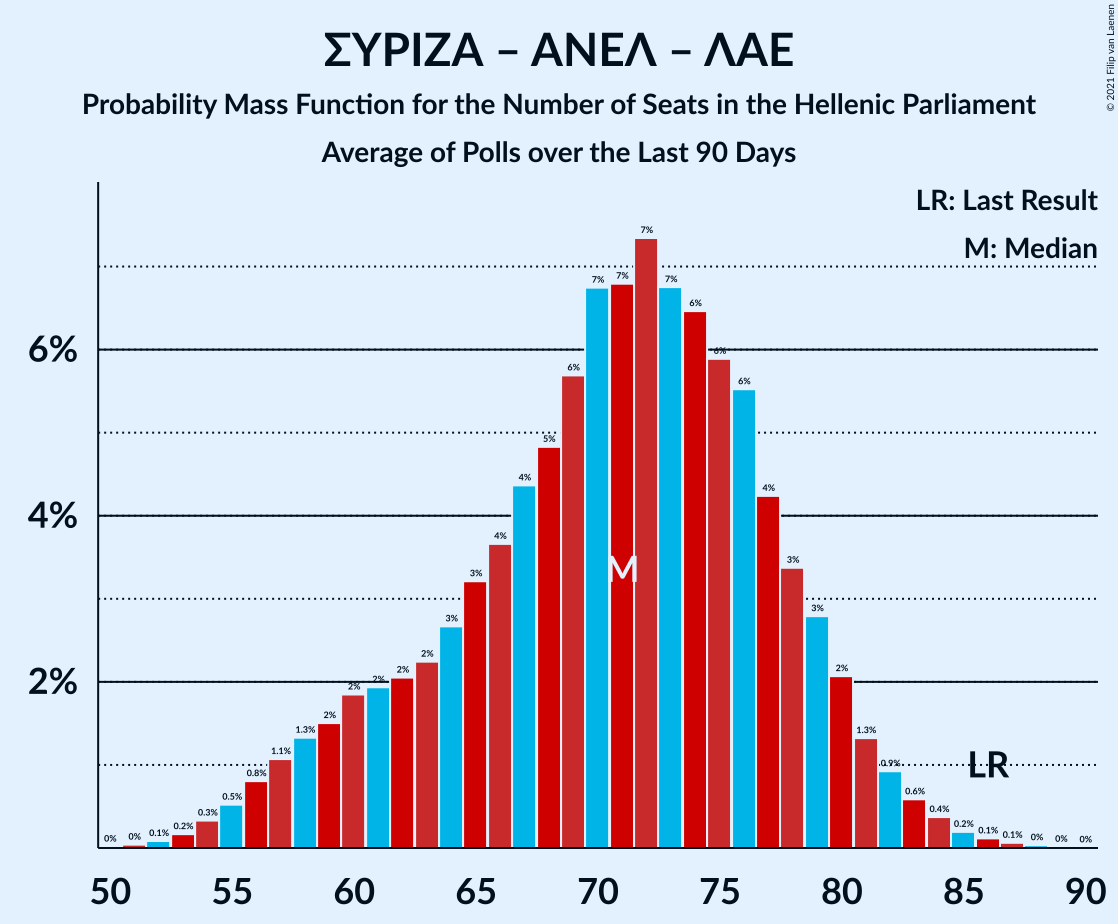 ΣΥΡΙΖΑ – ΑΝΕΛ – ΛΑΕ
Probability Mass Function for the Number of Seats in the Hellenic Parliament
Average of Polls over the Last 90 Days
© 2021 Filip van Laenen
LR: Last Result
M: Median
6%
4%
2%
0% 0% 0.1% 0.2% 0.3% 0.5% 0.8% 1.1% 1.3% 2% 2% 2% 2% 2% 3% 3% 4% 4% 5% 6% 7% 7% 7% 7% 6% 6% 6% 4% 3% 3% 2% 1.3% 0.9% 0.6% 0.4% 0.2% 0.1% 0.1% 0% 0% 0%
M
LR
50 55 60 65 70 75 80 85 90